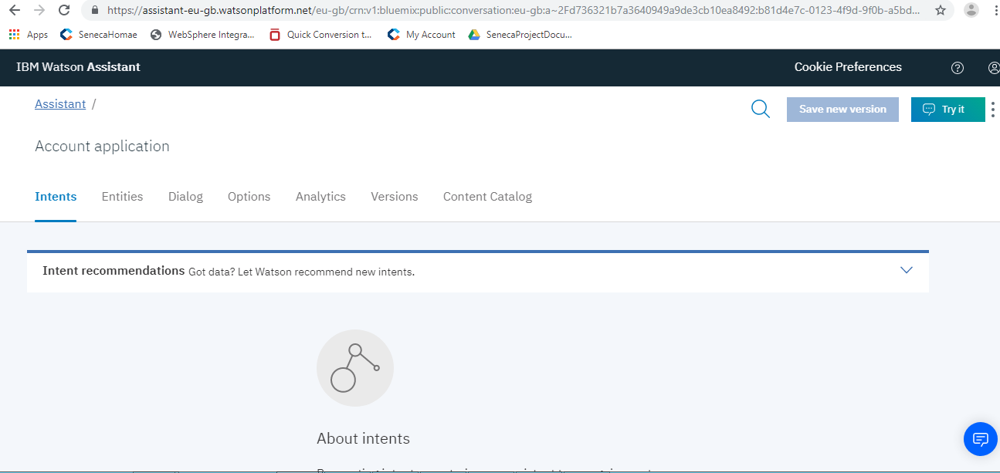 https://assistant-eu-gb.watsonplatform.net/eu-gb/crn:v1:bluemix:public:conversation:eu-gb:a~2Fd736321b7a3640949a9de3cb10ea8492:b81d4e7c-0123-4f9d-9f0b-a5bd...
Apps SenecaHomae WebSphere Integra... Quick Conversion t... My Account SenecaProjectDocu...
IBM Watson Assistant Cookie Preferences
Assistant / Save new version Try it
Account application
Intents Entities Dialog Options Analytics Versions Content Catalog
Intent recommendations Got data? Let Watson recommend new intents.
About intents